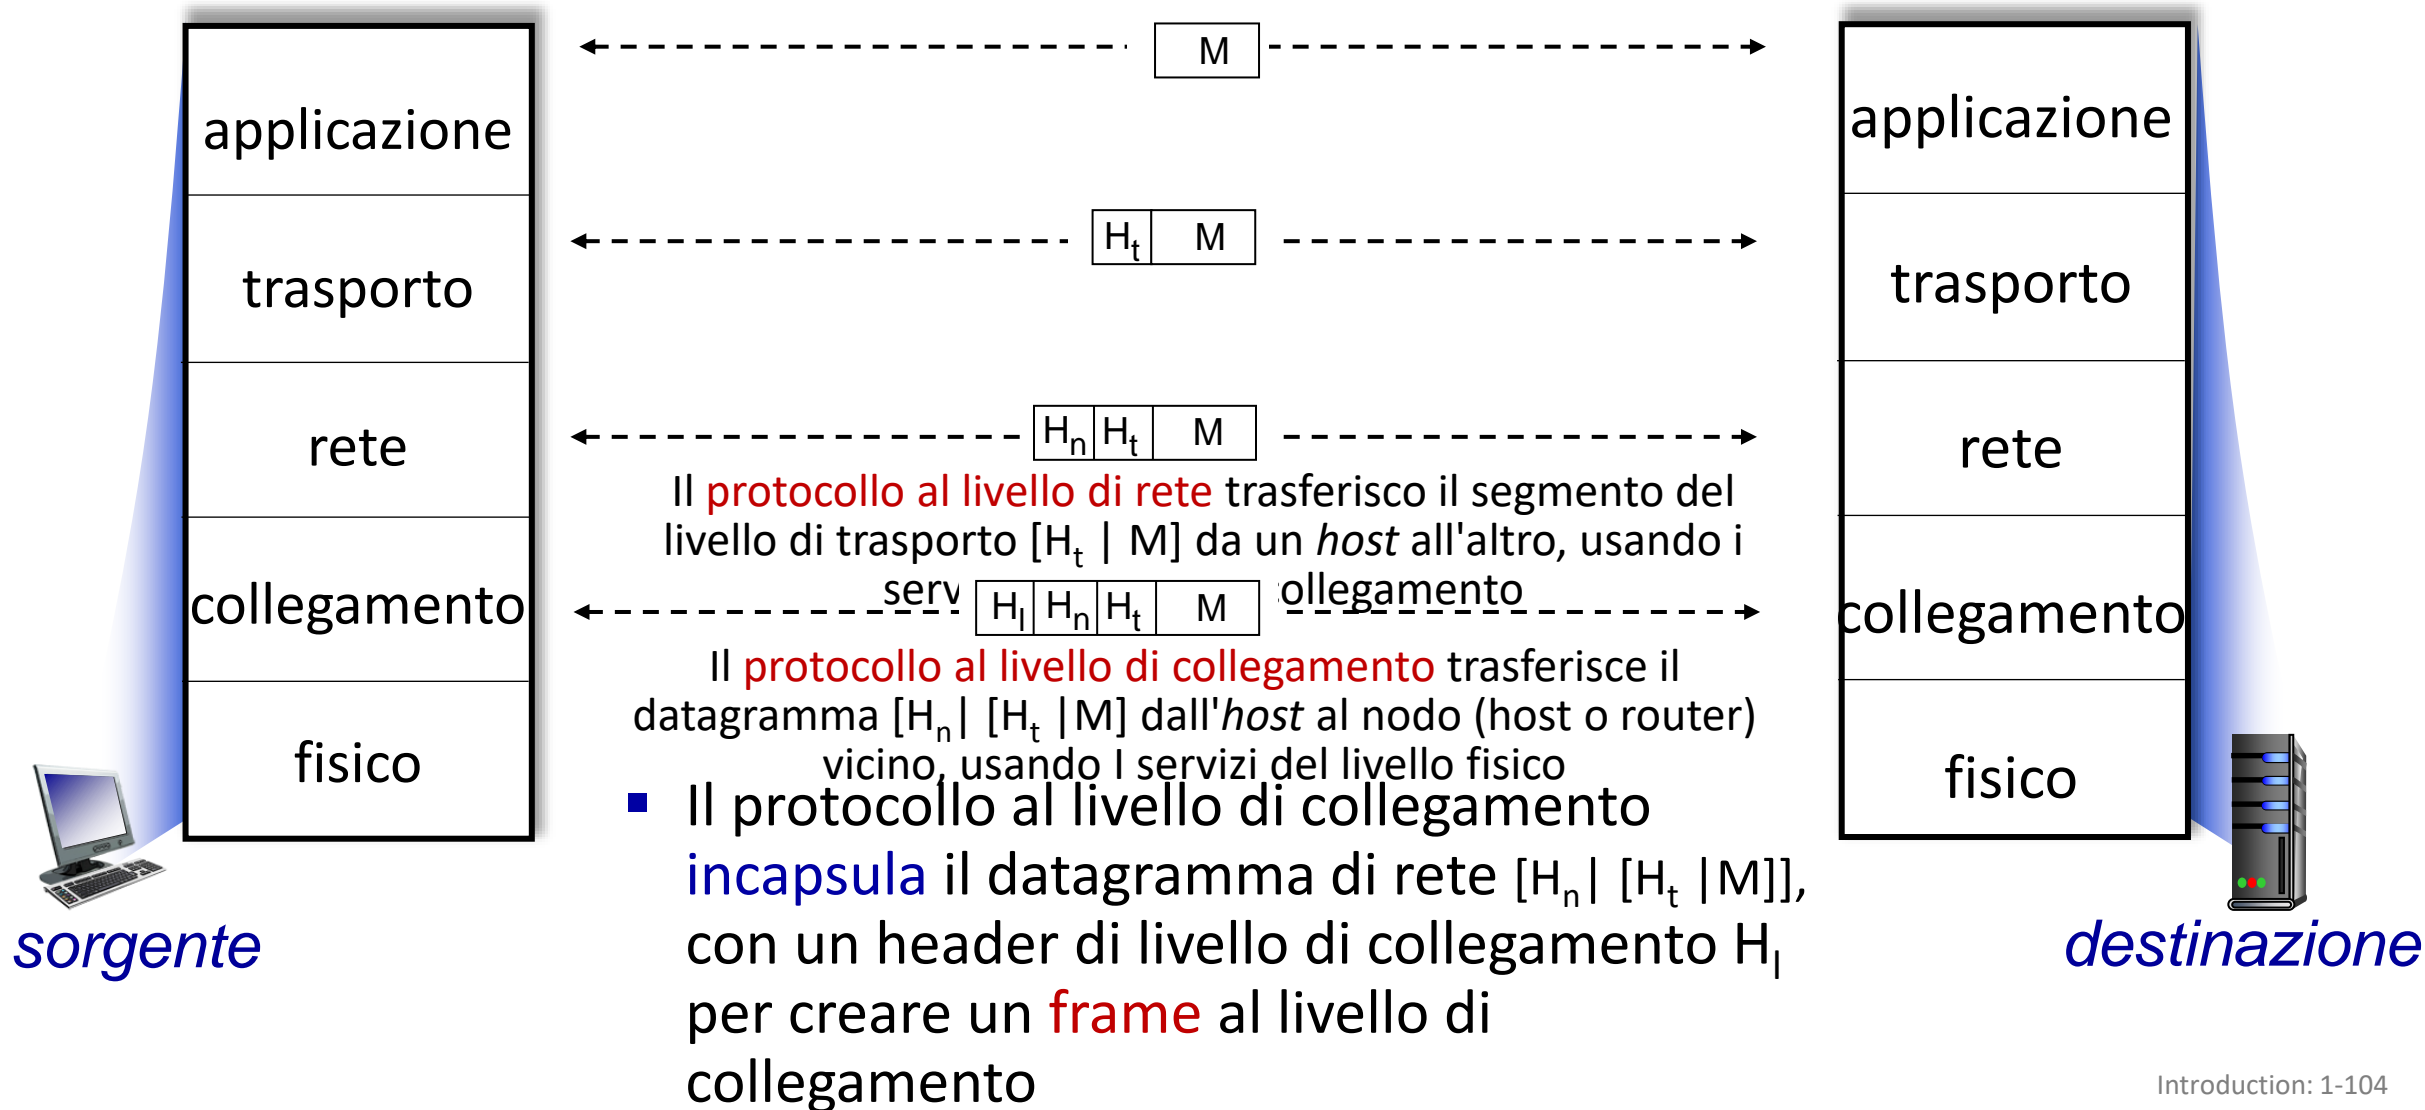 applicazione
trasporto
rete
collegamento
fisico
sorgente
M
Ht M
Hn Ht M
Il protocollo al livello di rete trasferisco il segmento del
livello di trasporto [Ht | M] da un host all'altro, usando i
collegamento
Hl Hn Ht M
Il protocollo al livello di collegamento trasferisce il
datagramma [Hn| [Ht |M] dall'host al nodo (host o router)
vicino, usando I servizi del livello fisico
▪ Il protocollo al livello di collegamento
incapsula il datagramma di rete [Hn| [Ht |M]],
con un header di livello di collegamento Hl
per creare un frame al livello di
collegamento
applicazione
trasporto
rete
collegamento
fisico
destinazione
Introduction: 1-104